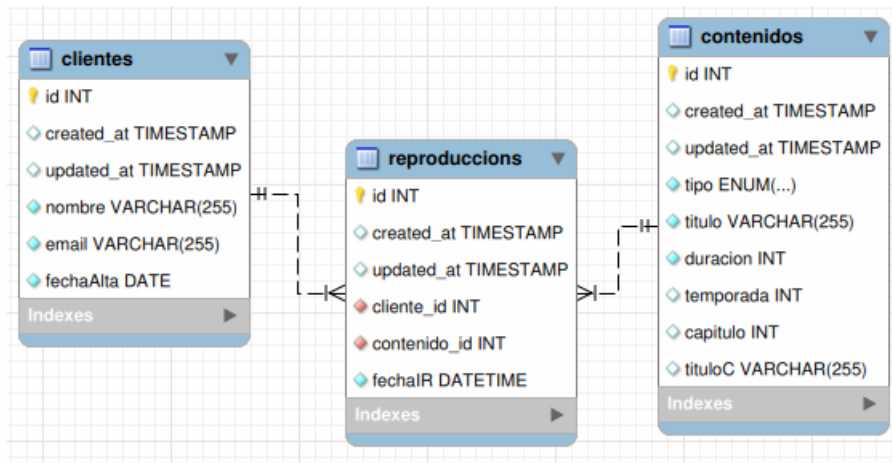 clientes
id INT
created_at TIMESTAMP
updated_at TIMESTAMP
nombre VARCHAR(255)
email VARCHAR(255)
fechaAlta DATE
Indexes
reproduccions
id INT
created_at TIMESTAMP
updated_at TIMESTAMP
cliente_id INT
contenido_id INT
fechaIR DATETIME
Indexes
contenidos
id INT
created_at TIMESTAMP
updated_at TIMESTAMP
tipo ENUM(...)
titulo VARCHAR(255)
duracion INT
temporada INT
capitulo INT
tituloC VARCHAR(255)
Indexes